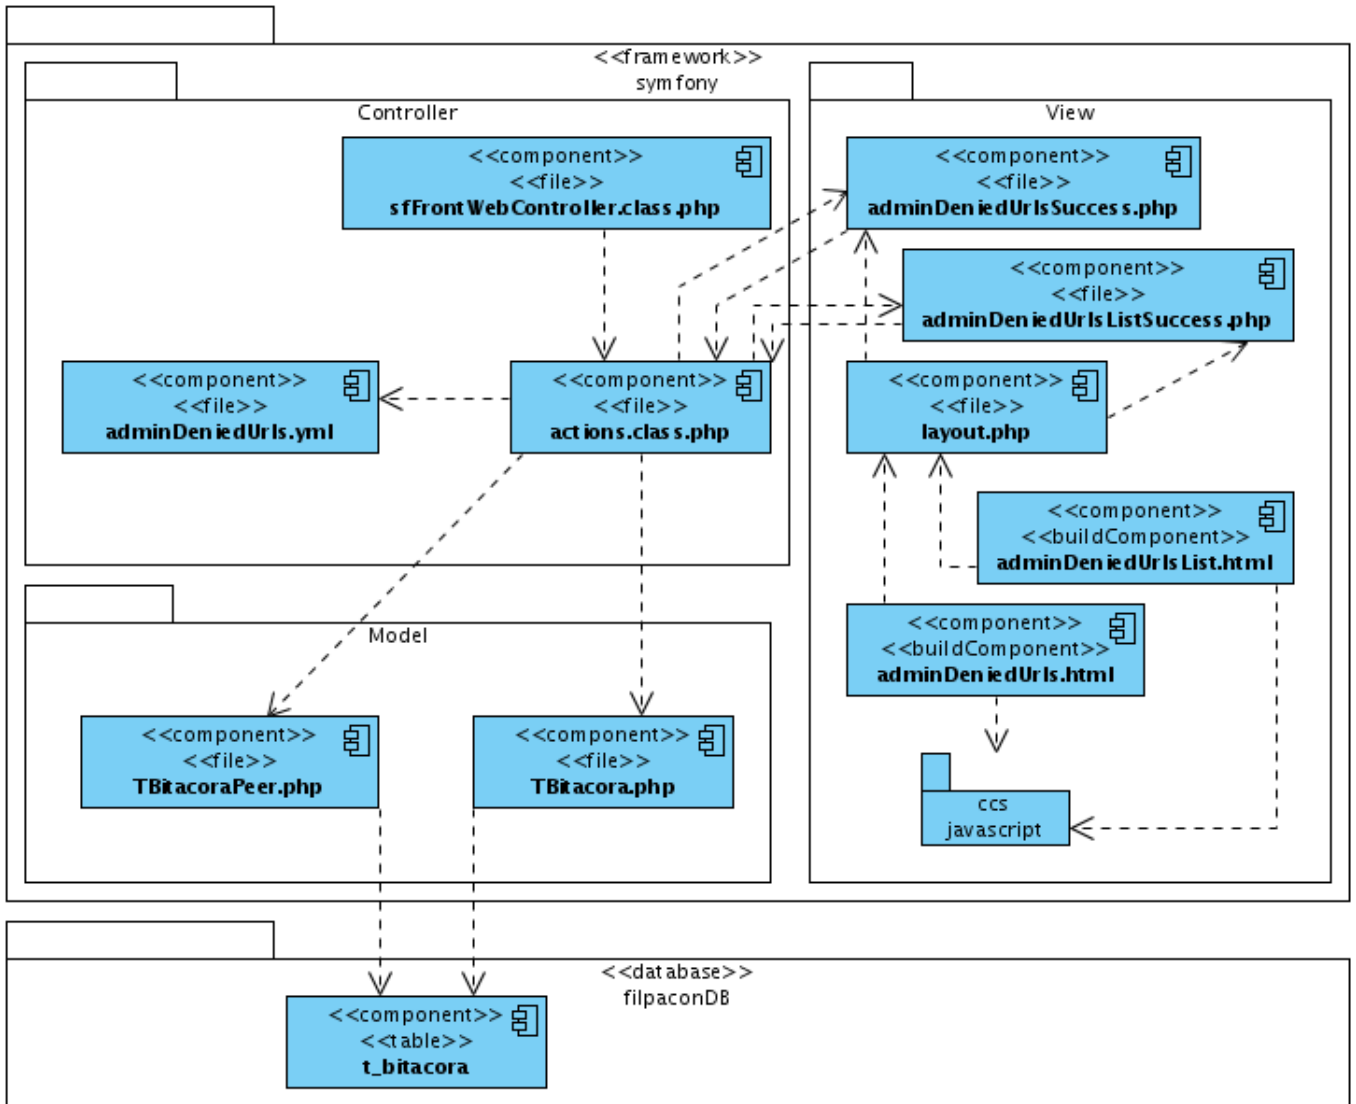 <<framework>>
symfony
Controller
<<component>>
<<file>>
sfFrontWebController.class.php
<<component>>
<<file>>
adminDeniedUrls.yml
<<component>>
<<file>>
actions.class.php
View
<<component>>
<<file>>
adminDeniedUrlsSuccess.php
<<component>>
<<file>>
adminDeniedUrlsListSuccess.php
<<component>>
<<file>>
layout.php
<<component>>
<<buildComponent>>
adminDeniedUrlsList.html
<<component>>
<<buildComponent>>
adminDeniedUrls.html
ccs
javascript
Model
<<component>>
<<file>>
TBitacoraPeer.php
<<component>>
<<file>>
TBitacora.php
<<database>>
filpaconDB
<<component>>
<<table>>
t_bitacora